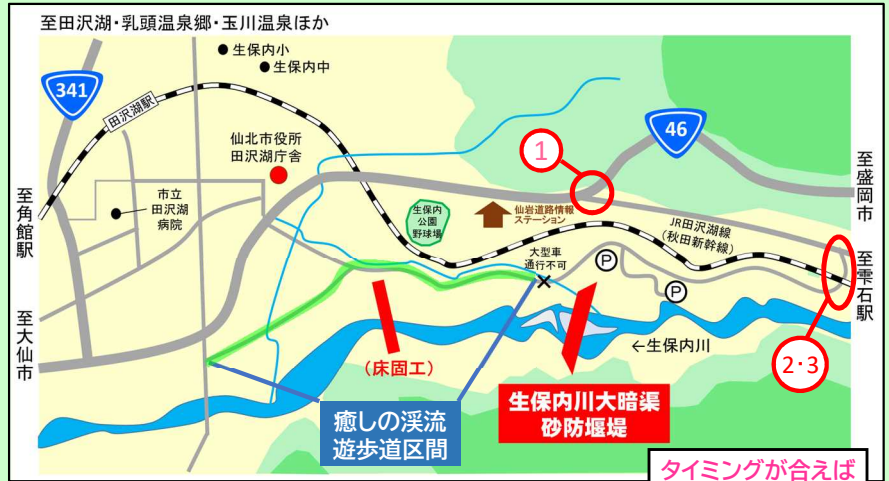 至田沢湖・乳頭温泉郷・玉川温泉ほか
生保内小
生保内中
341
田沢湖駅
仙北市役所
田沢湖庁舎
46
1
至盛岡市
至角館駅
市立
田沢湖
病院
生保内
公園
野球場
仙岩道路情報
ステーション
JR田沢湖線
(秋田新幹線)
大型車
通行不可
P
P
至雫石駅
至大仙市
(床固工)
←生保内川
2・3
癒しの渓流
遊歩道区間
生保内川大暗渠
砂防堰堤
タイミングが合えば